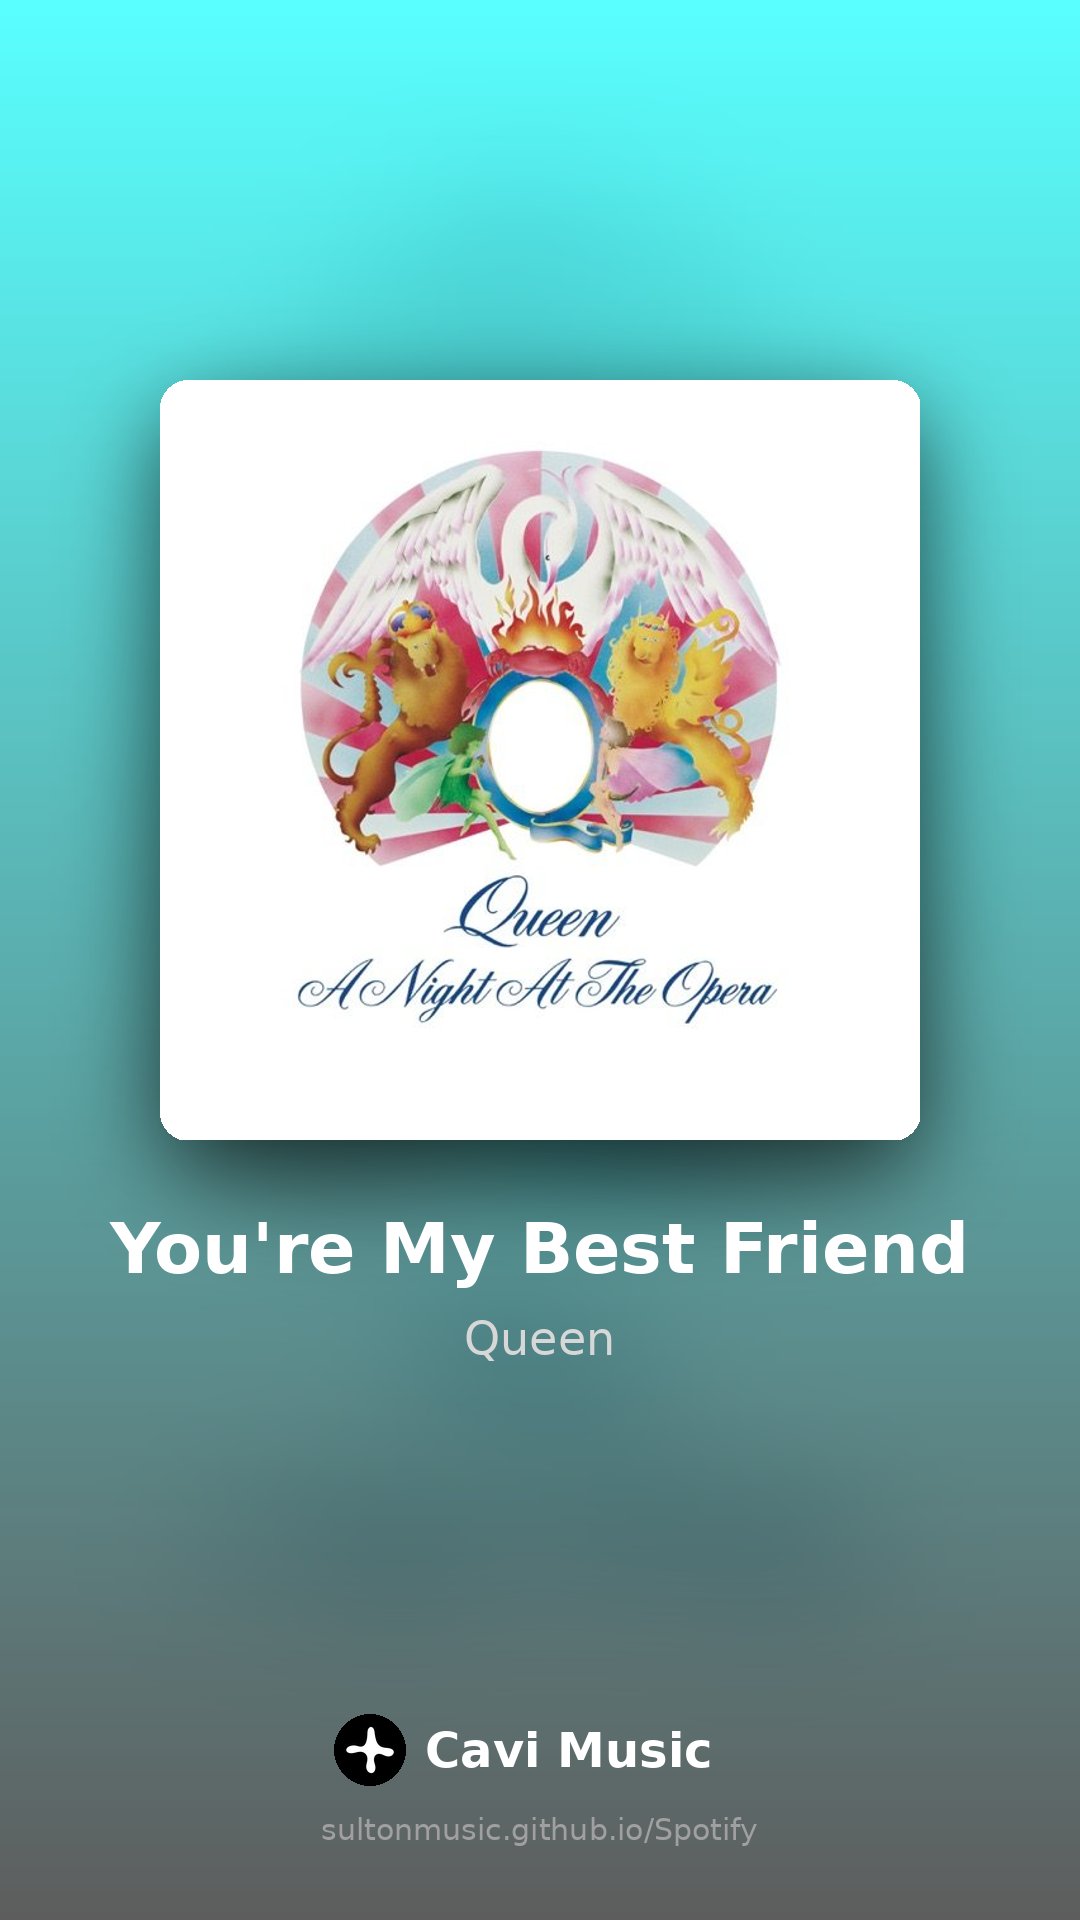 Queen
A Night At The Opera
You're My Best Friend
Queen
Cavi Music
sultonmusic.github.io/Spotify